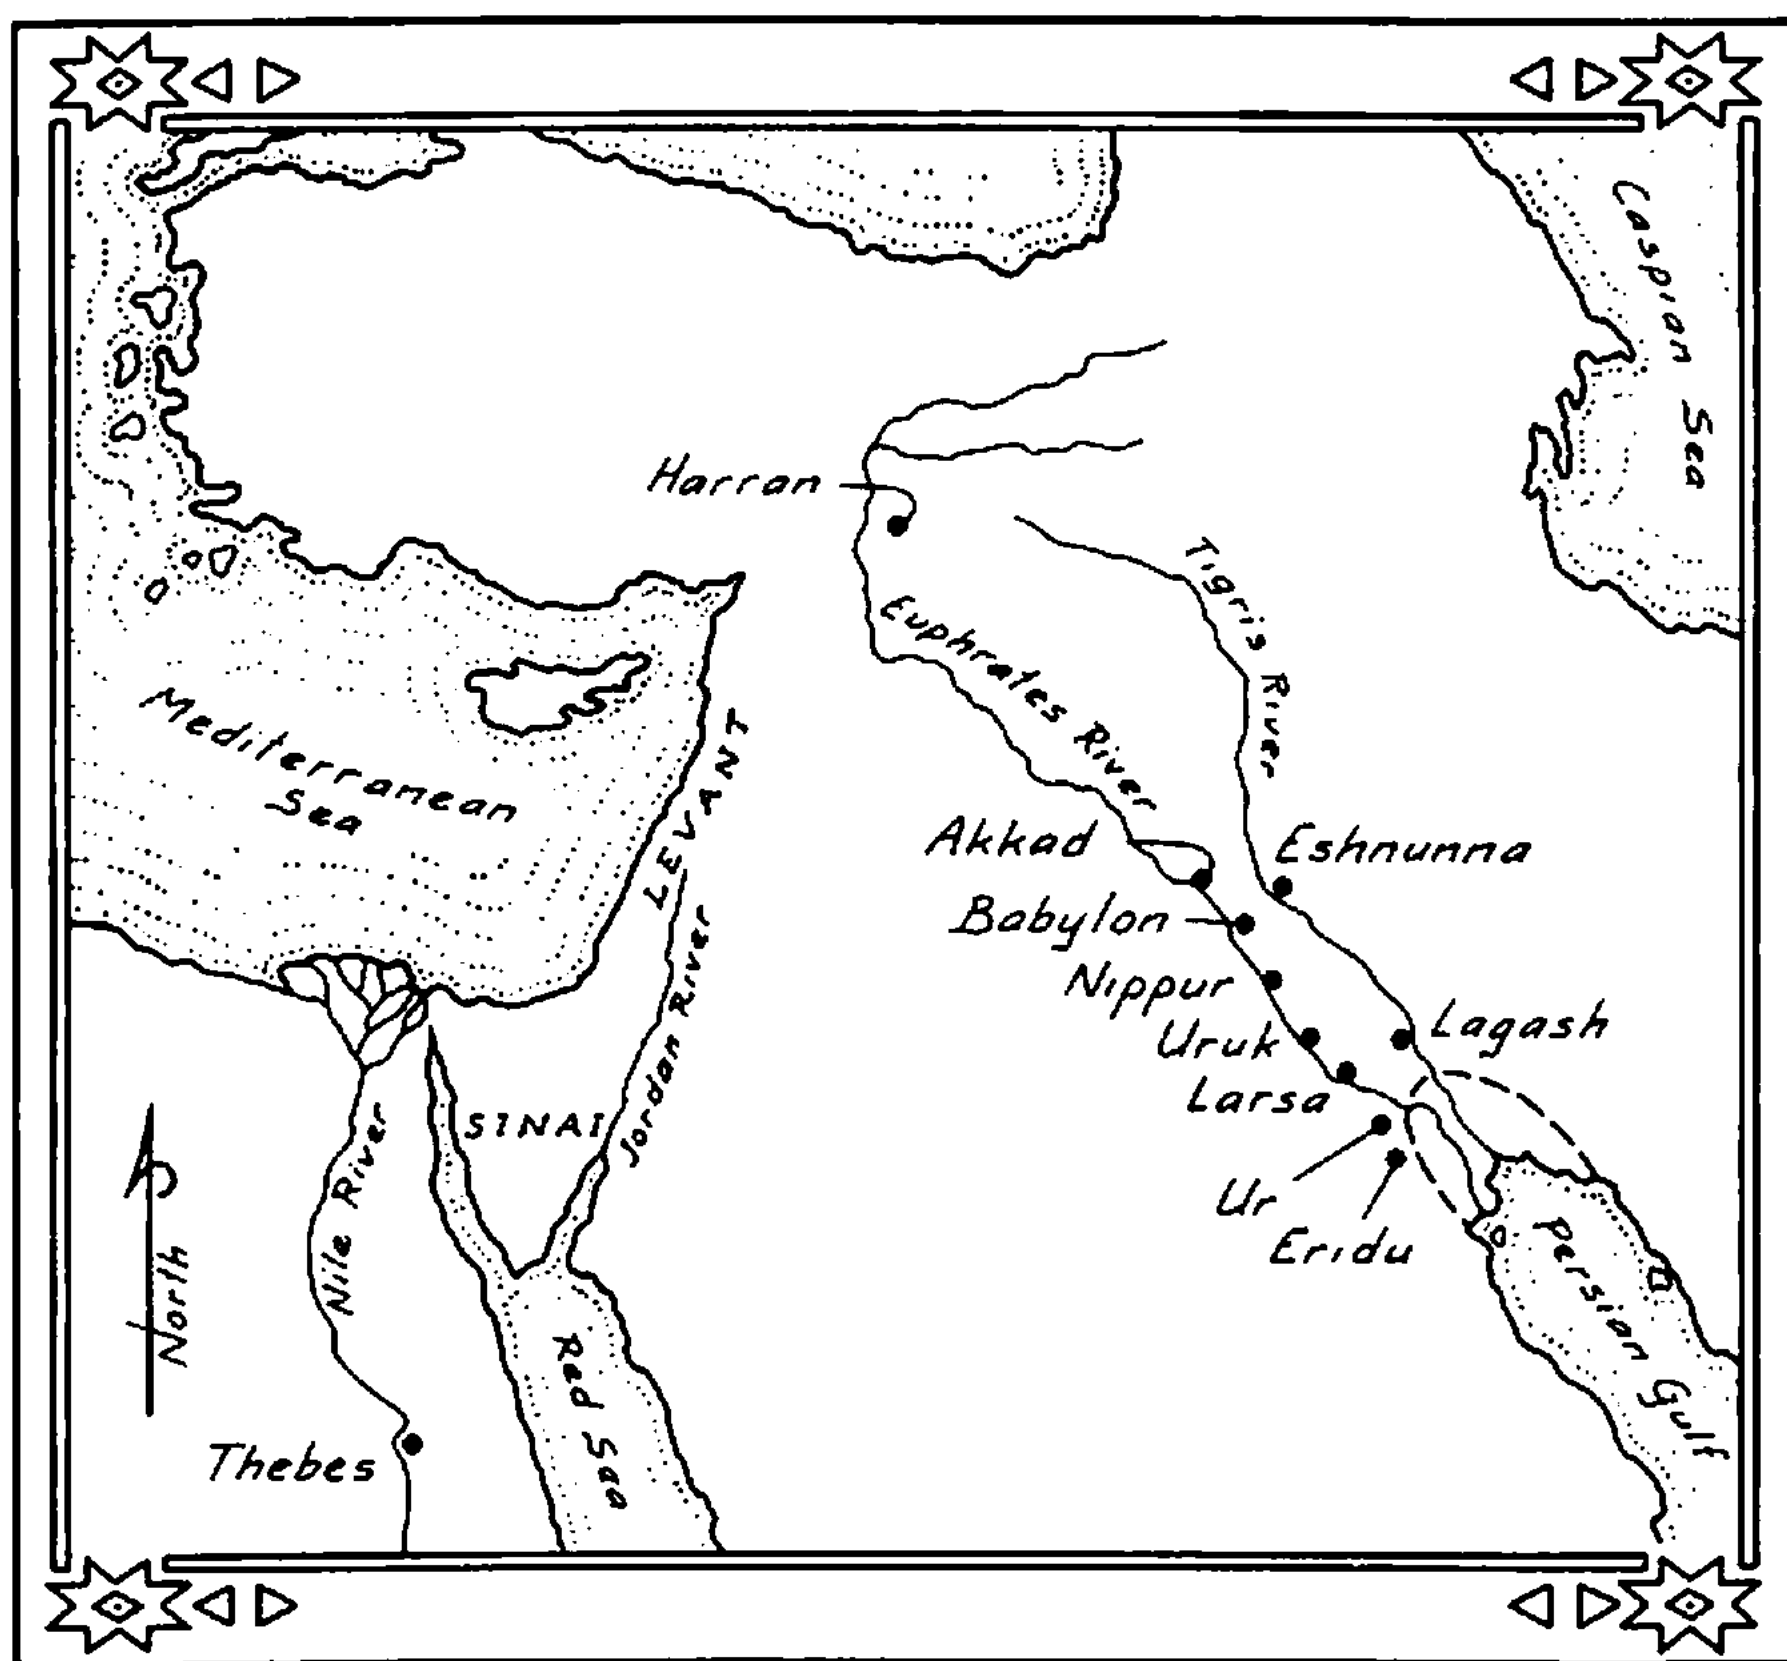 Caspian Sea
Harran
Tigris River
Euphrates River
Mediterranean
Sea
LEVANT
Akkad
Eshnunna
Babylon
Jordan River
Nippur
Lagash
Uruk
Larsa
SINAI
Nile River
Ur
Eridu
Persian Gulf
North
Red Sea
Thebes